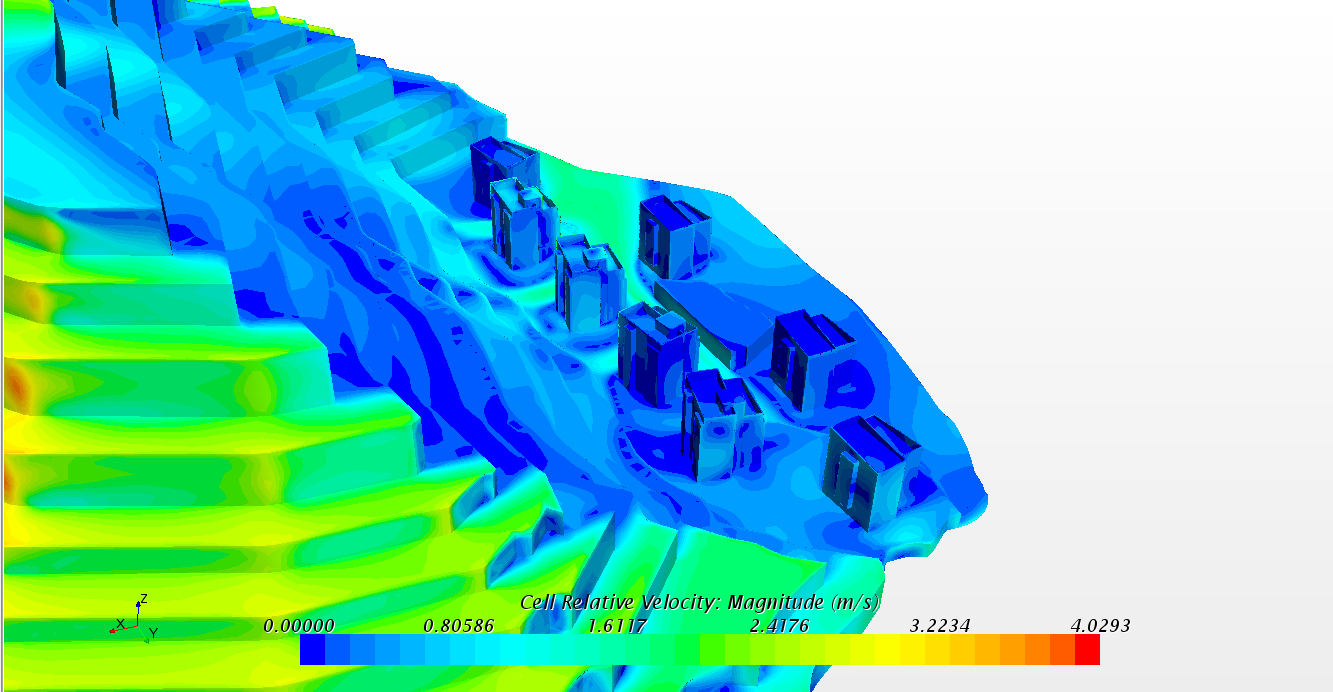 Z
X
Y
Cell Relative Velocity: Magnitude (m/s)
0.00000 0.80586 1.6117 2.4176 3.2234 4.0293